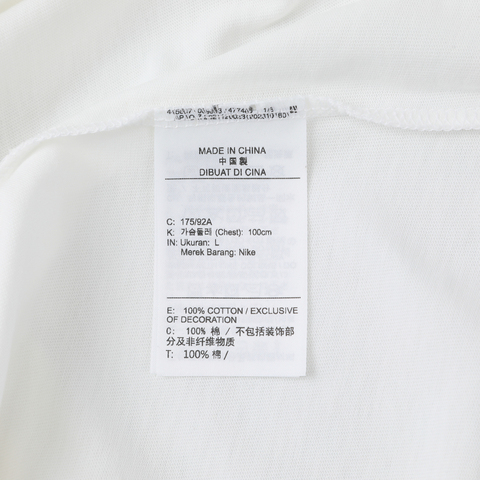 MADE IN CHINA
中国製
DIBUAT DI CINA
C: 175/92A
K: 가슴둘레 (Chest): 100cm
IN: Ukuran: L
Merek Barang: Nike
E: 100% COTTON / EXCLUSIVE
OF DECORATION
C: 100% 棉 / 不包括装饰部
分及非纤维物质
T: 100% 棉 /